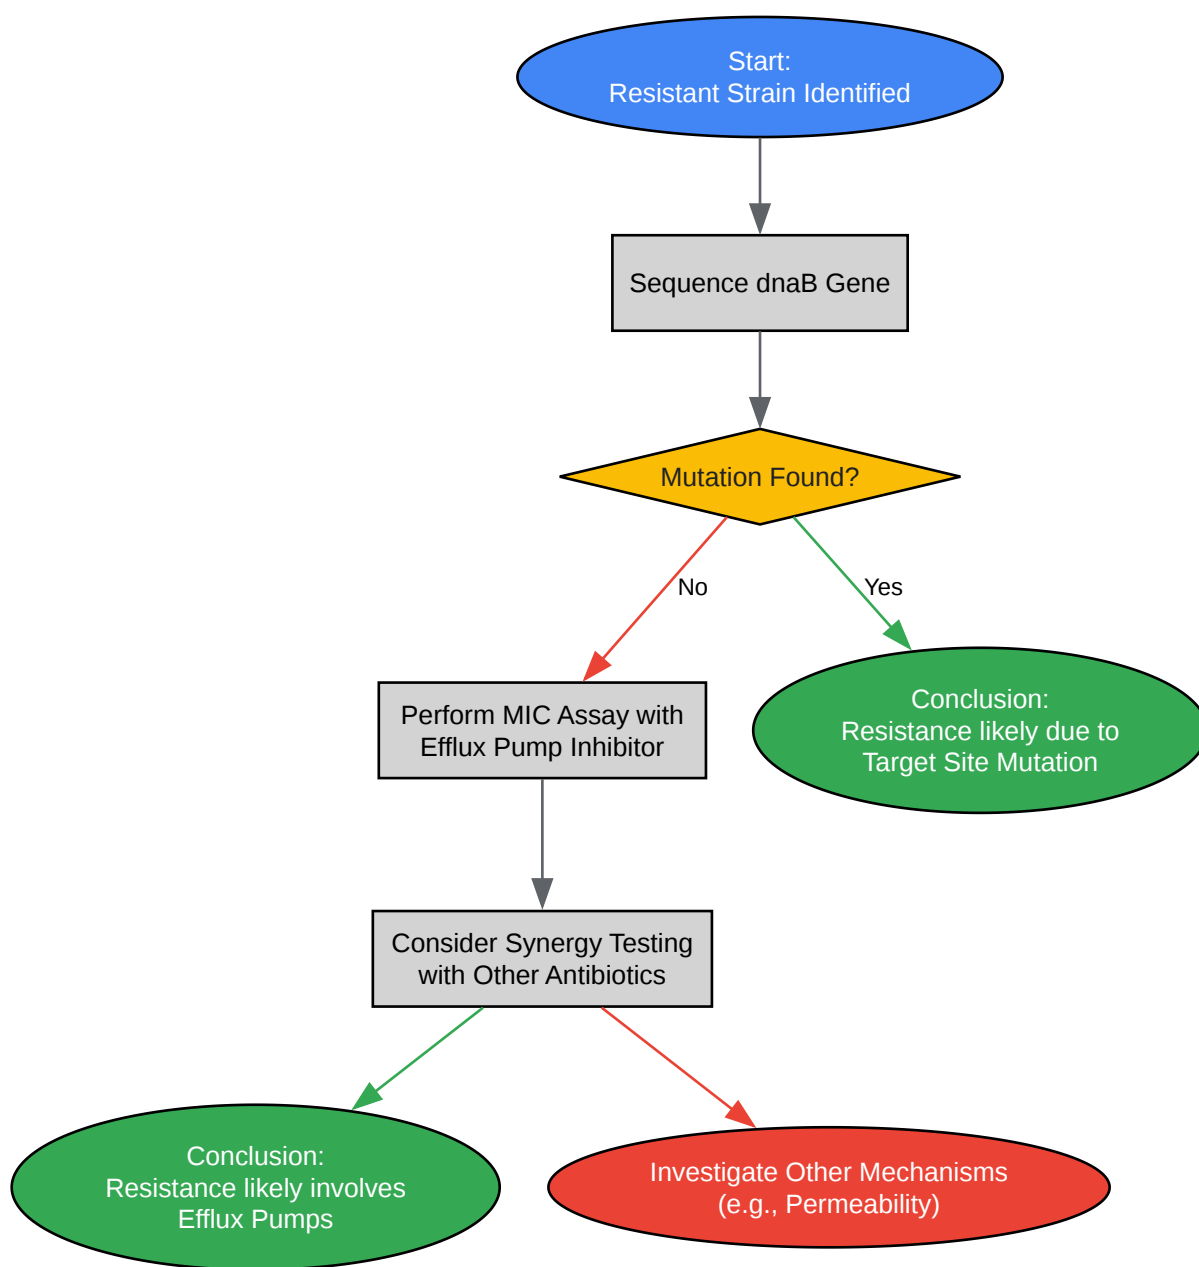 Start:
Resistant Strain Identified
Sequence dnaB Gene
Mutation Found?
No
Yes
Perform MIC Assay with
Efflux Pump Inhibitor
Conclusion:
Resistance likely due to
Target Site Mutation
Consider Synergy Testing
with Other Antibiotics
Conclusion:
Resistance likely involves
Efflux Pumps
Investigate Other Mechanisms
(e.g., Permeability)